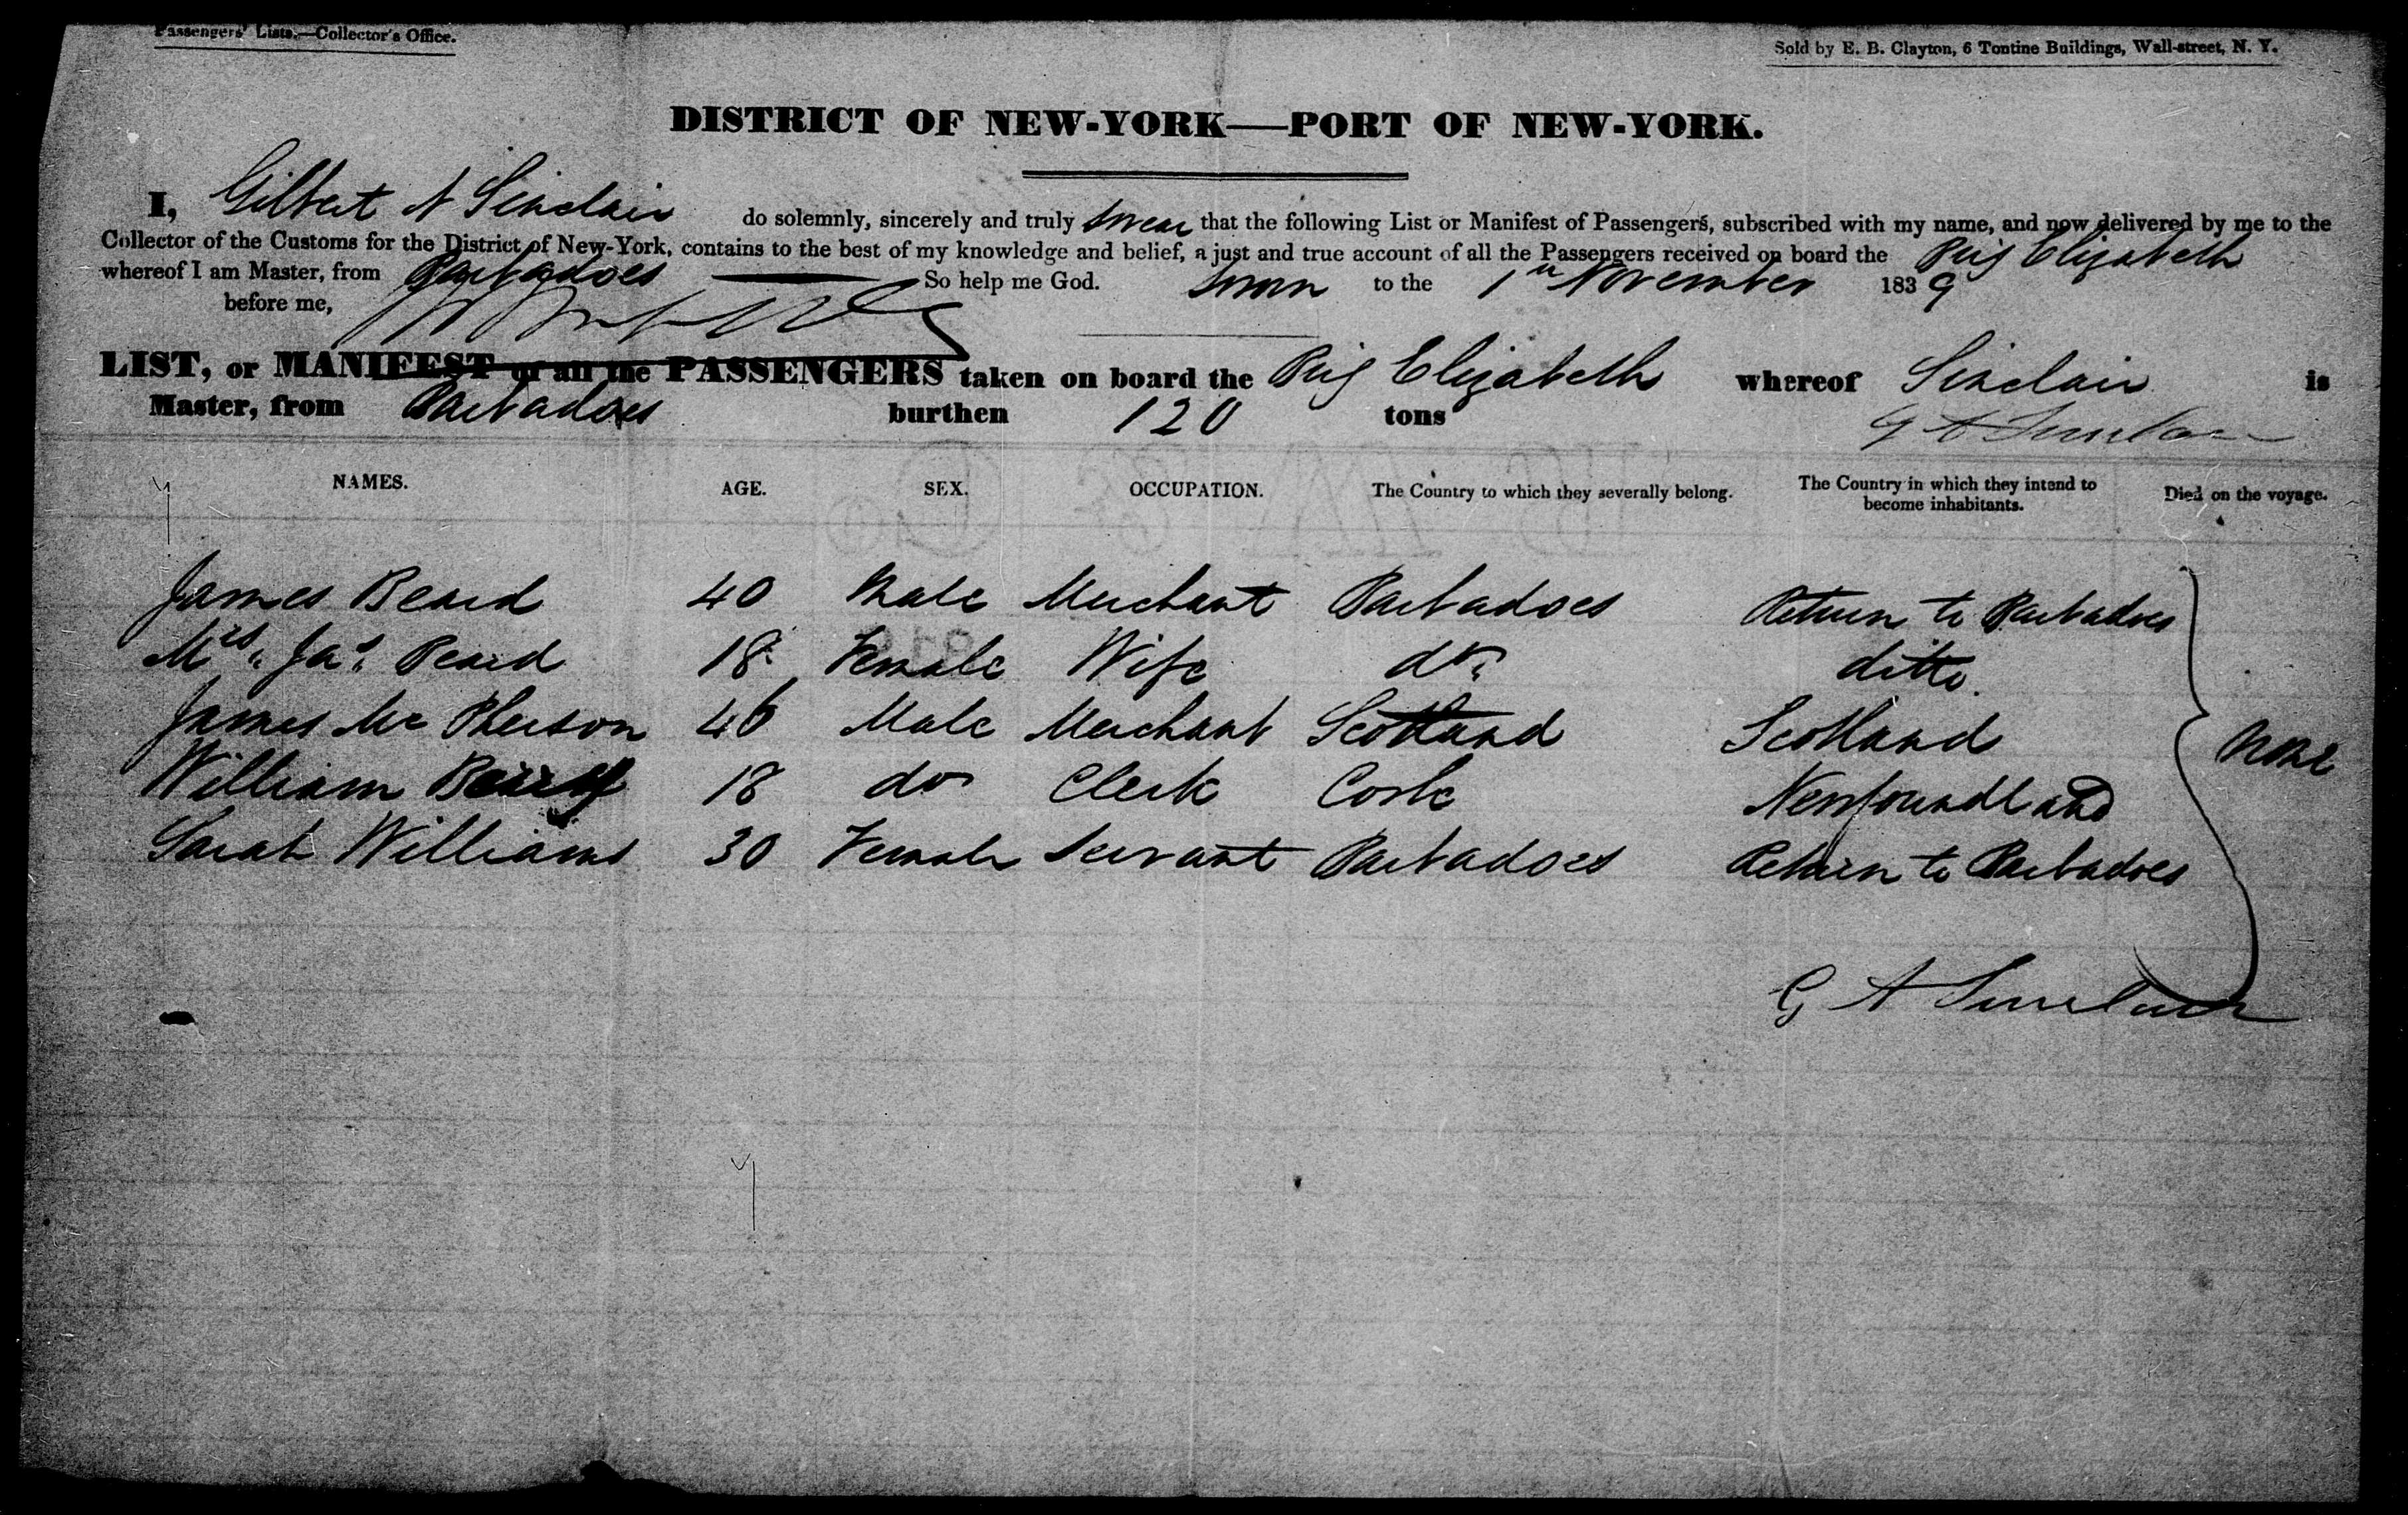 Passengers' Lists.—Collector's Office.
Sold by E. B. Clayton, 6 Tontine Buildings, Wall-street, N. Y.
DISTRICT OF NEW-YORK—PORT OF NEW-YORK.
I, Gilbert A Sinclair do solemnly, sincerely and truly swear that the following List or Manifest of Passengers, subscribed with my name, and now delivered by me to the
Collector of the Customs for the District of New-York, contains to the best of my knowledge and belief, a just and true account of all the Passengers received on board the Brig Elizabeth
whereof I am Master, from Barbadoes So help me God. Sworn to the 1st November 1839
before me,
LIST, or MANIFEST of all the PASSENGERS taken on board the Brig Elizabeth whereof Sinclair is
Master, from Barbadoes burthen 120 tons
G A Sinclair
NAMES. AGE. SEX. OCCUPATION. The Country to which they severally belong. The Country in which they intend to become inhabitants. Died on the voyage.
James Beard 40 Male Merchant Barbadoes Return to Barbadoes
Mrs. Jas. Beard 18 Female Wife do. ditto.
James Mc Pherson 46 Male Merchant Scotland Scotland None
William 18 do Clerk Cork Newfoundland
Sarah Williams 30 Female Servant Barbadoes Return to Barbadoes
G A Sinclair